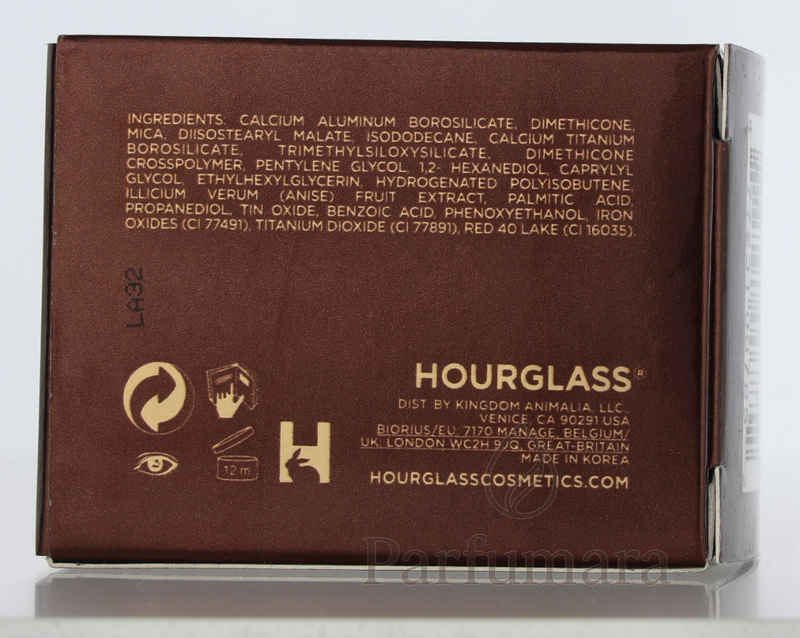 INGREDIENTS: CALCIUM ALUMINUM BOROSILICATE, DIMETHICONE,
MICA, DIISOSTEARYL MALATE, ISODODECANE, CALCIUM TITANIUM
BOROSILICATE, TRIMETHYLSILOXYSILICATE, DIMETHICONE
CROSSPOLYMER, PENTYLENE GLYCOL, 1,2- HEXANEDIOL, CAPRYLYL
GLYCOL, ETHYLHEXYLGLYCERIN, HYDROGENATED POLYISOBUTENE,
ILLICIUM VERUM (ANISE) FRUIT EXTRACT, PALMITIC ACID,
PROPANEDIOL, TIN OXIDE, BENZOIC ACID, PHENOXYETHANOL, IRON
OXIDES (CI 77491), TITANIUM DIOXIDE (CI 77891), RED 40 LAKE (CI 16035).
LA32
HOURGLASS®
DIST. BY KINGDOM ANIMALIA, LLC.,
VENICE, CA 90291 USA
BIORIUS/EU: 7170 MANAGE, BELGIUM/
UK: LONDON WC2H 9JQ, GREAT-BRITAIN
MADE IN KOREA
HOURGLASSCOSMETICS.COM
12 m
H
Parfumara